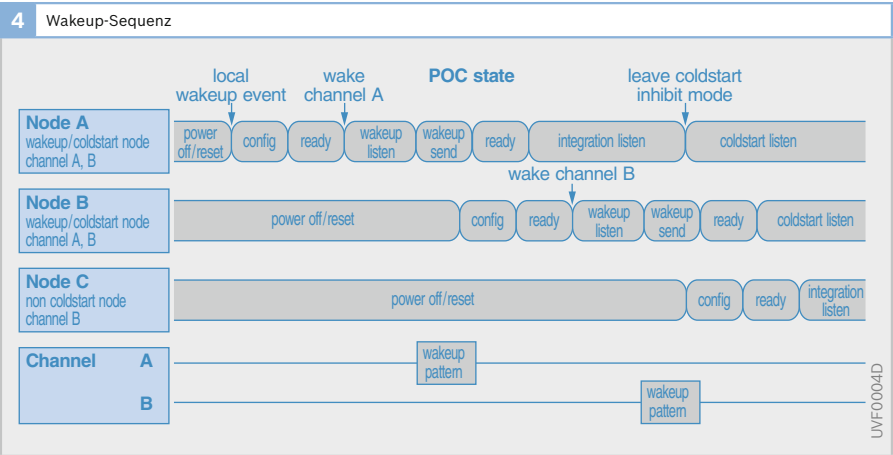 4 Wakeup-Sequenz
local
wakeup event
wake
channel A
POC state
leave coldstart
inhibit mode
Node A
wakeup/coldstart node
channel A, B
power
off/reset
config
ready
wakeup
listen
wakeup
send
ready
integration listen
coldstart listen
wake channel B
Node B
wakeup/coldstart node
channel A, B
power off/reset
config
ready
wakeup
listen
wakeup
send
ready
coldstart listen
Node C
non coldstart node
channel B
power off/reset
config
ready
integration
listen
Channel A
wakeup
pattern
B
wakeup
pattern
UVF0004D